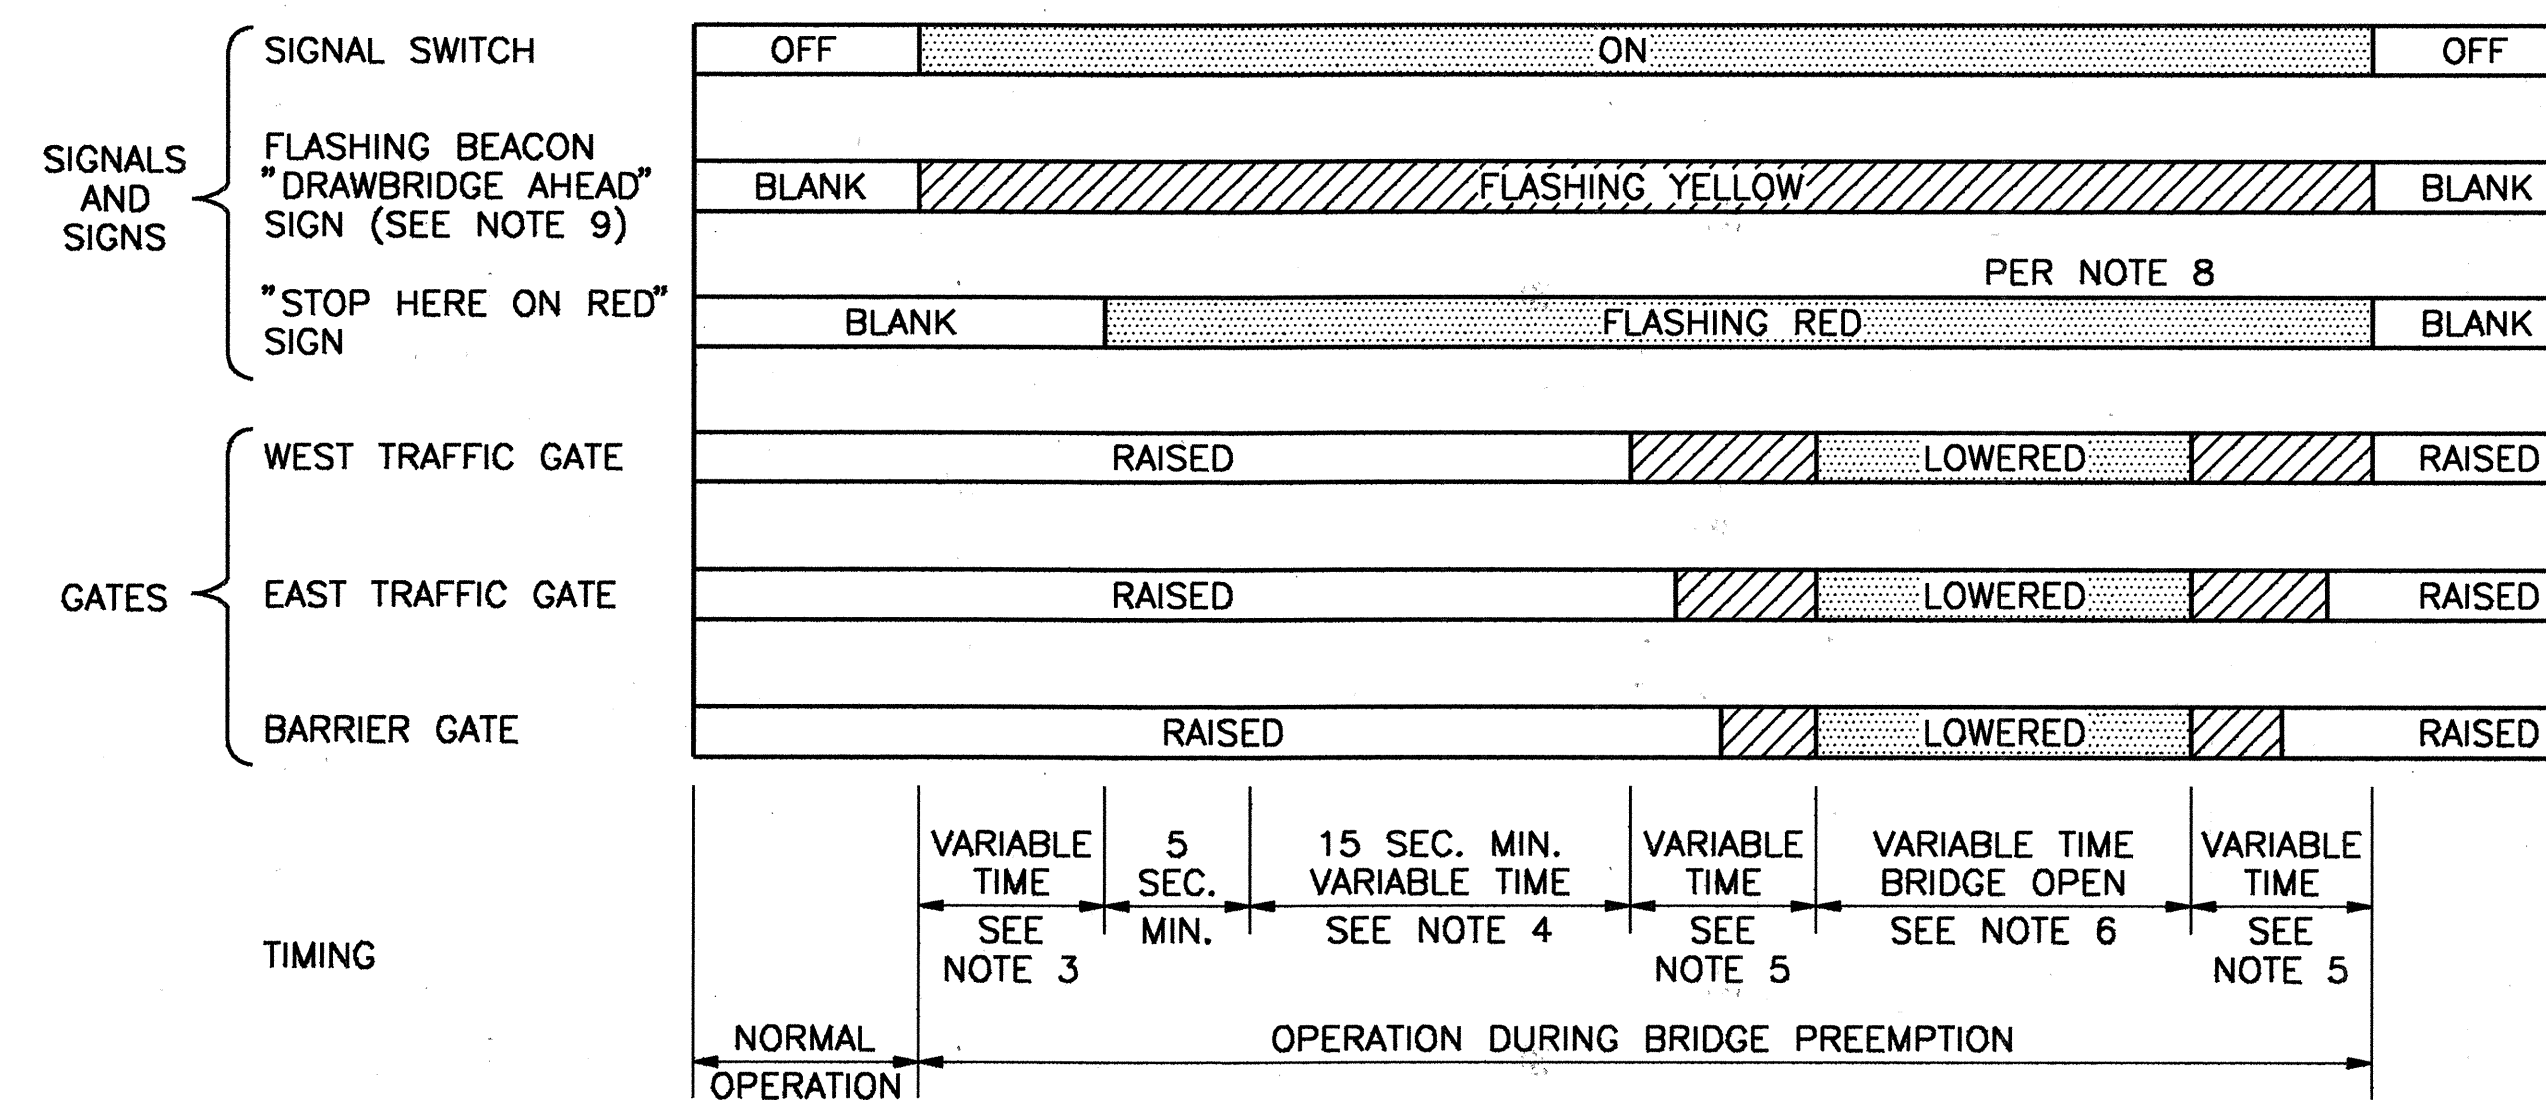 SIGNALS
AND
SIGNS
SIGNAL SWITCH
OFF
ON
OFF
FLASHING BEACON
"DRAWBRIDGE AHEAD"
SIGN (SEE NOTE 9)
BLANK
FLASHING YELLOW
BLANK
PER NOTE 8
"STOP HERE ON RED"
SIGN
BLANK
FLASHING RED
BLANK
GATES
WEST TRAFFIC GATE
RAISED
LOWERED
RAISED
EAST TRAFFIC GATE
RAISED
LOWERED
RAISED
BARRIER GATE
RAISED
LOWERED
RAISED
TIMING
VARIABLE
TIME
SEE
NOTE 3
5
SEC.
MIN.
15 SEC. MIN.
VARIABLE TIME
SEE NOTE 4
VARIABLE
TIME
SEE
NOTE 5
VARIABLE TIME
BRIDGE OPEN
SEE NOTE 6
VARIABLE
TIME
SEE
NOTE 5
NORMAL
OPERATION
OPERATION DURING BRIDGE PREEMPTION